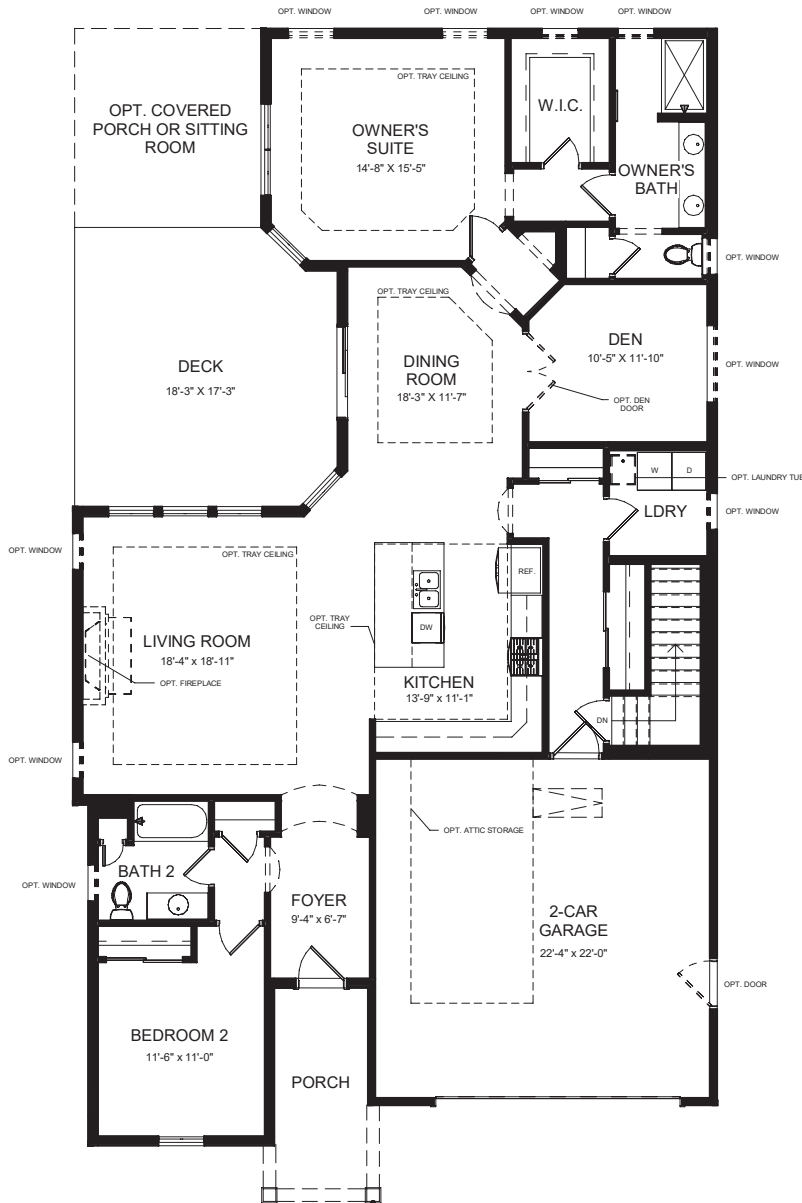 OPT. WINDOW
OPT. WINDOW
OPT. WINDOW
OPT. WINDOW
OPT. TRAY CEILING
OPT. COVERED
PORCH OR SITTING
ROOM
OWNER'S
SUITE
14'-8" X 15'-5"
W.I.C.
OWNER'S
BATH
OPT. WINDOW
OPT. TRAY CEILING
DECK
18'-3" X 17'-3"
DINING
ROOM
18'-3" X 11'-7"
DEN
10'-5" X 11'-10"
OPT. WINDOW
OPT. DEN
DOOR
W
D
OPT. LAUNDRY TUB
LDRY
OPT. WINDOW
OPT. WINDOW
OPT. TRAY CEILING
REF.
OPT. TRAY
CEILING
DW
LIVING ROOM
18'-4" x 18'-11"
OPT. FIREPLACE
KITCHEN
13'-9" x 11'-1"
DN
OPT. WINDOW
OPT. ATTIC STORAGE
BATH 2
OPT. WINDOW
FOYER
9'-4" x 6'-7"
2-CAR
GARAGE
22'-4" x 22'-0"
OPT. DOOR
BEDROOM 2
11'-6" x 11'-0"
PORCH